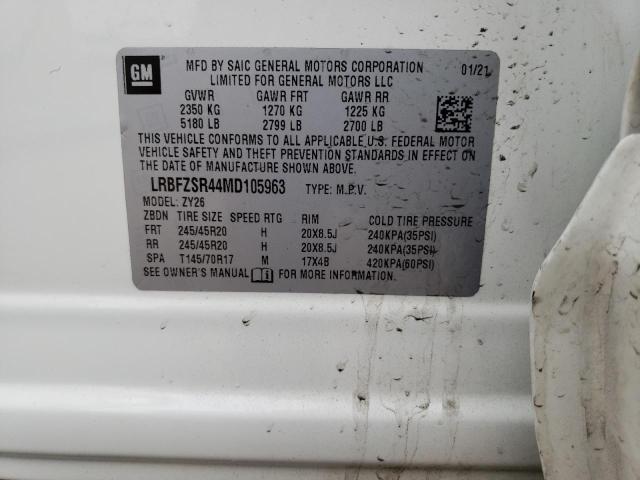 GM
MFD BY SAIC GENERAL MOTORS CORPORATION 01/21
LIMITED FOR GENERAL MOTORS LLC
GVWR GAWR FRT GAWR RR
2350 KG 1270 KG 1225 KG
5180 LB 2799 LB 2700 LB
THIS VEHICLE CONFORMS TO ALL APPLICABLE U.S. FEDERAL MOTOR
VEHICLE SAFETY AND THEFT PREVENTION STANDARDS IN EFFECT ON
THE DATE OF MANUFACTURE SHOWN ABOVE.
LRBFZSR44MD105963 TYPE: M.P.V.
MODEL: ZY26
ZBDN TIRE SIZE SPEED RTG RIM COLD TIRE PRESSURE
FRT 245/45R20 H 20X8.5J 240KPA(35PSI)
RR 245/45R20 H 20X8.5J 240KPA(35PSI)
SPA T145/70R17 M 17X4B 420KPA(60PSI)
SEE OWNER'S MANUAL FOR MORE INFORMATION.